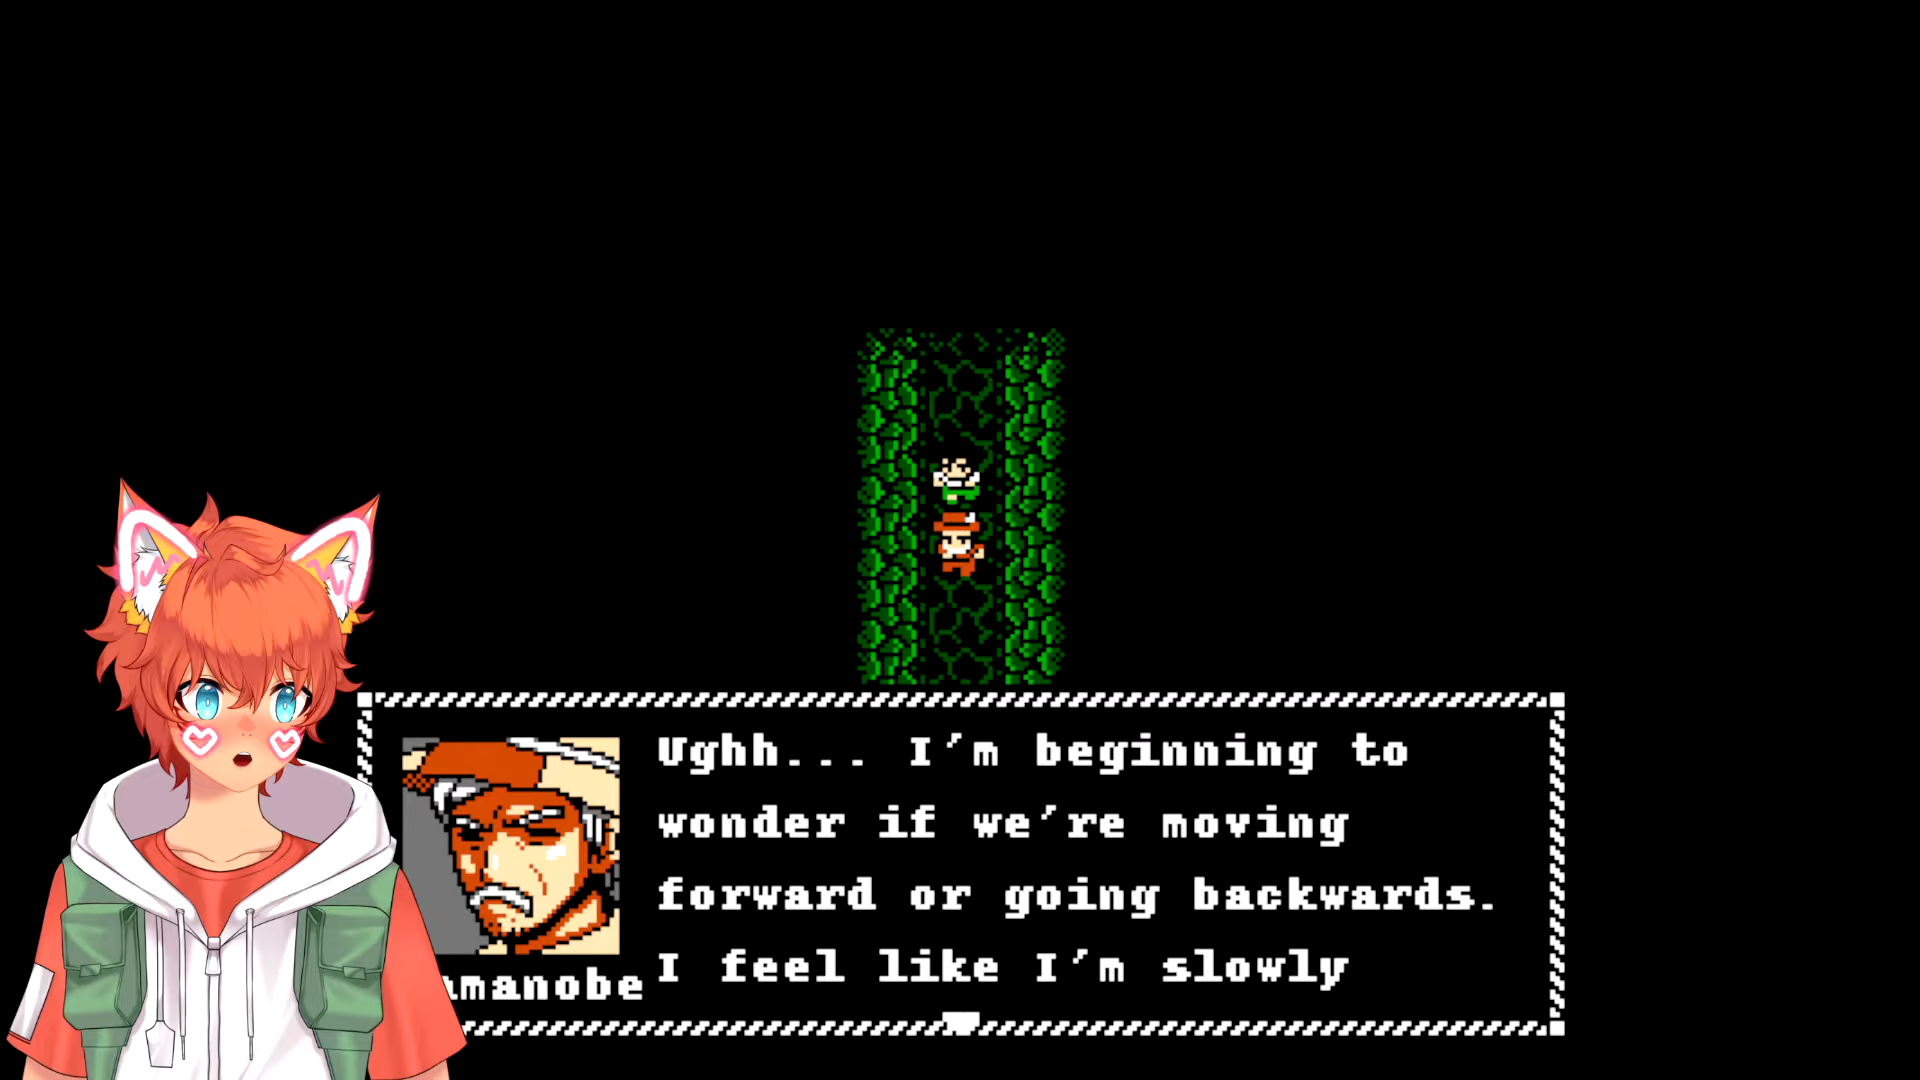 Ughh... I'm beginning to
wonder if we're moving
forward or going backwards.
I feel like I'm slowly